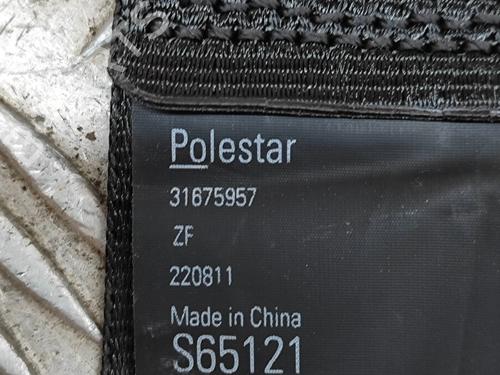 Polestar
31675957
ZF
220811
Made in China
S65121